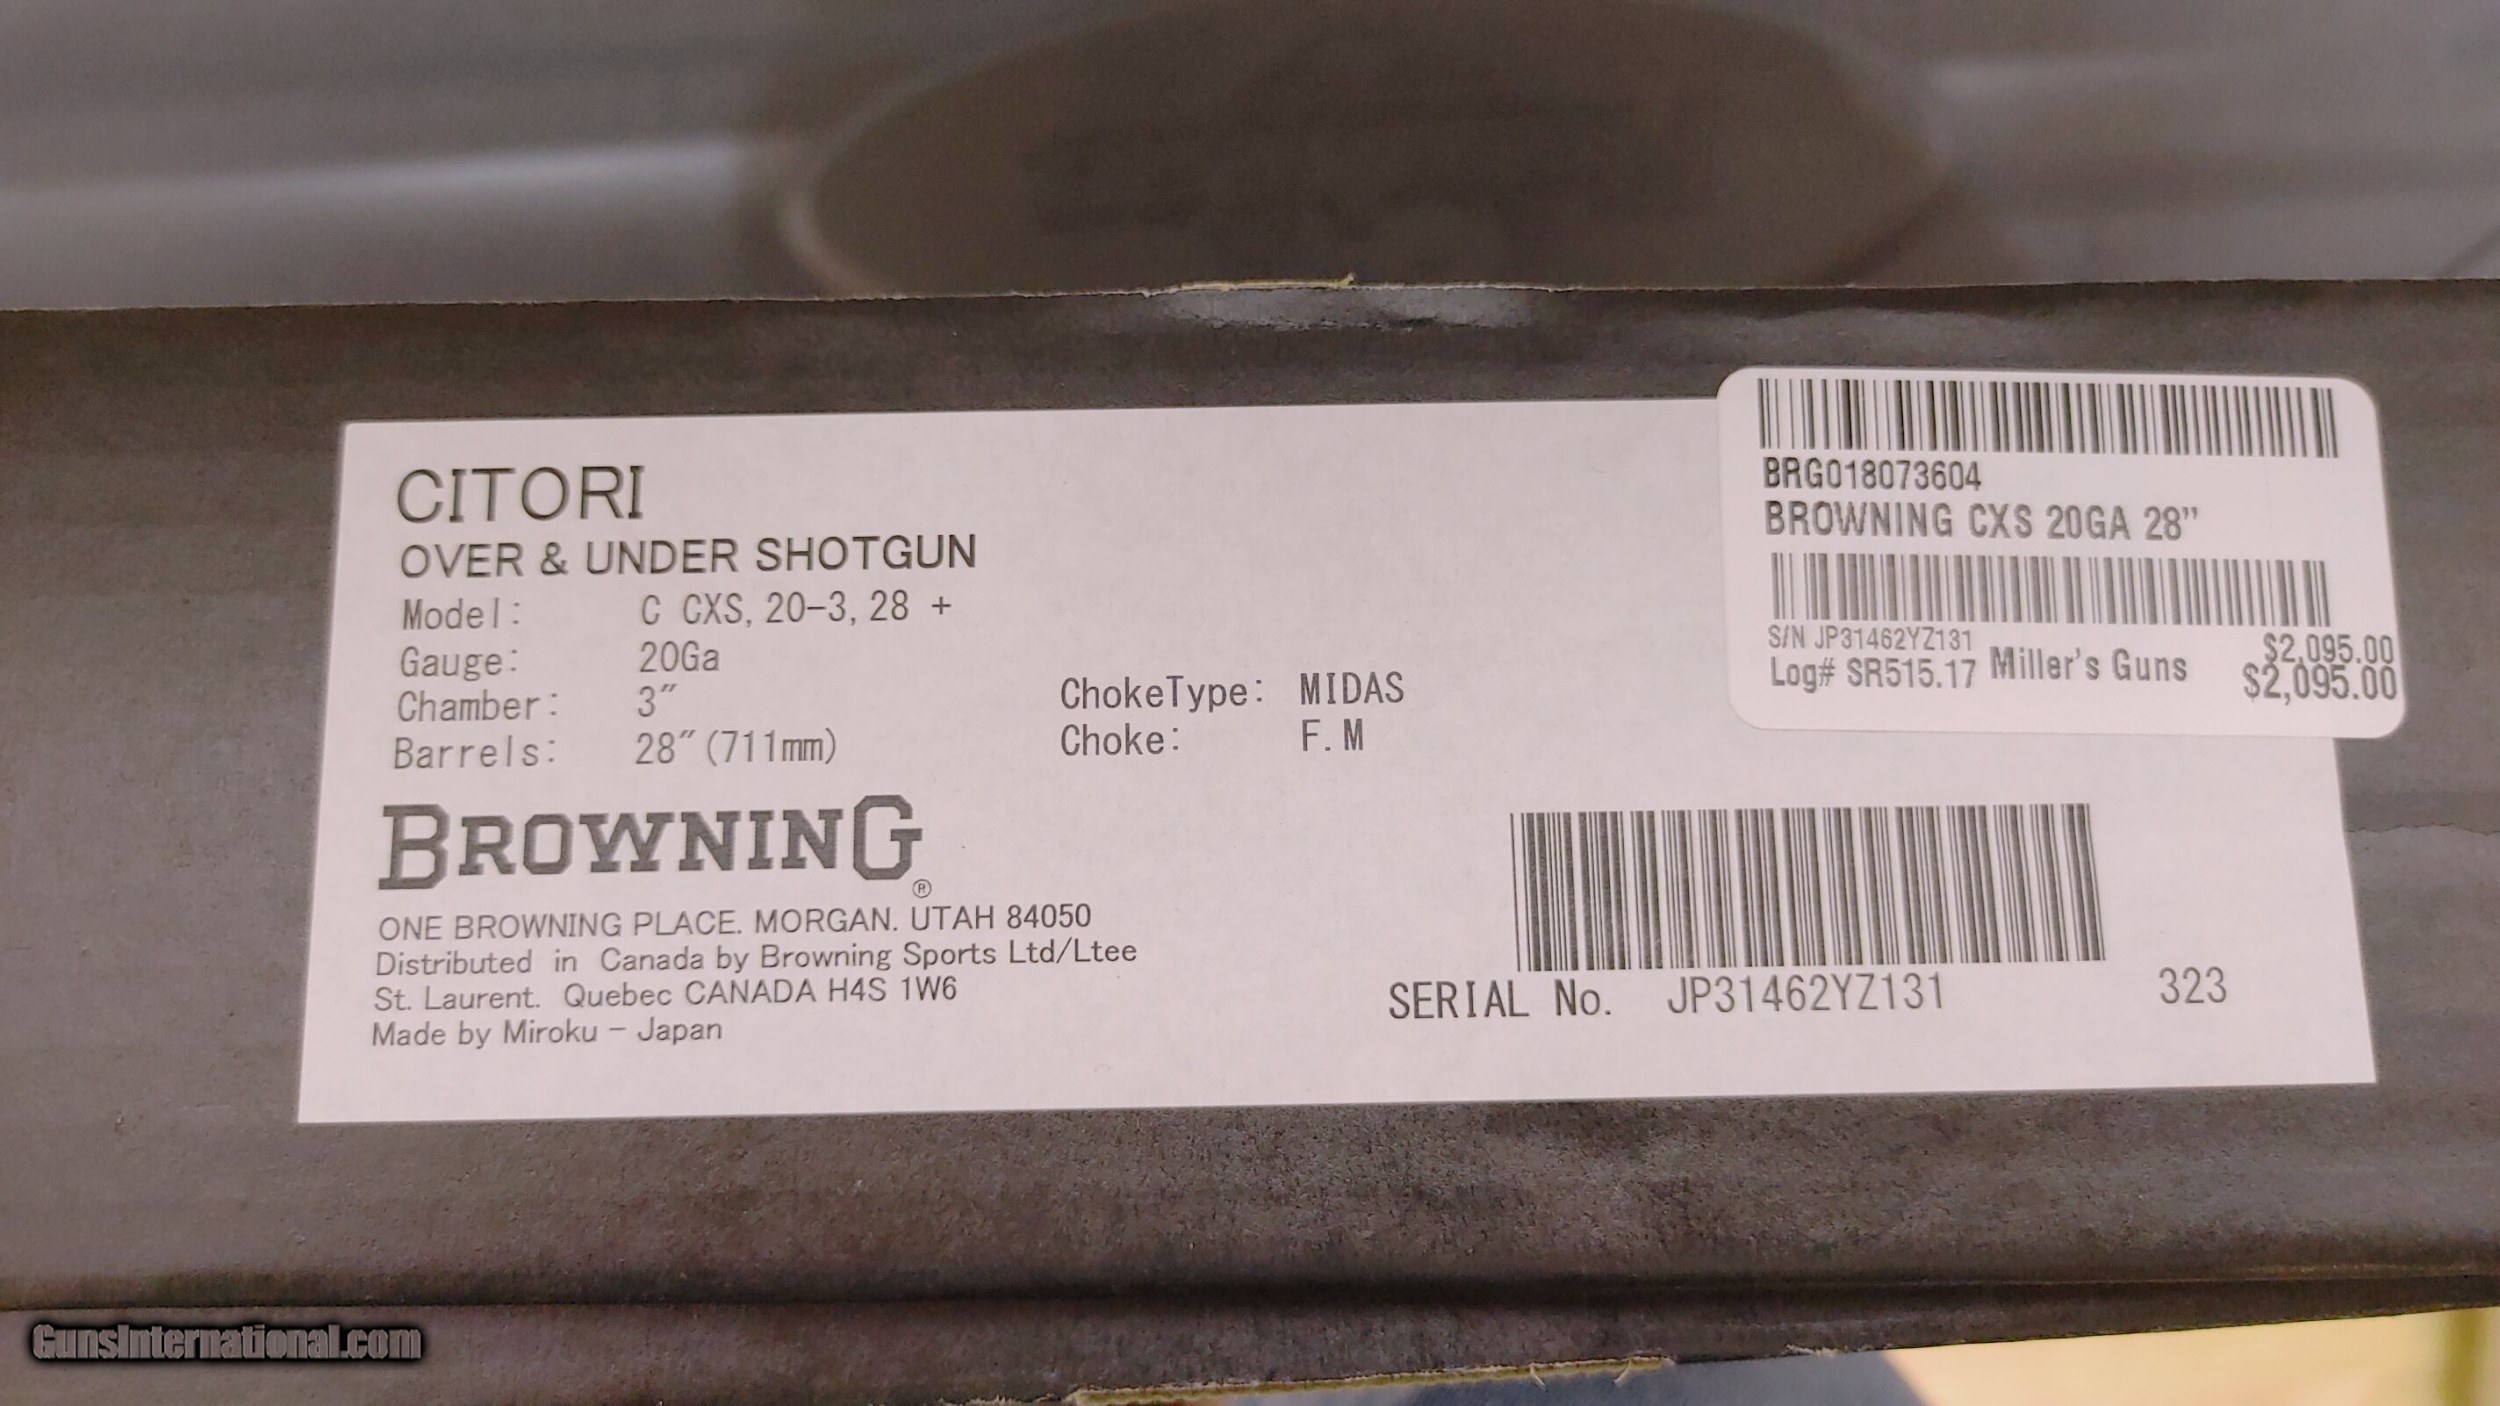 CITORI
OVER & UNDER SHOTGUN
Model: C CXS, 20-3, 28 +
Gauge: 20Ga
Chamber: 3"
Barrels: 28" (711mm)
ChokeType: MIDAS
Choke: F. M
BROWNING®
ONE BROWNING PLACE. MORGAN. UTAH 84050
Distributed in Canada by Browning Sports Ltd/Ltee
St. Laurent. Quebec CANADA H4S 1W6
Made by Miroku - Japan
BRG018073604
BROWNING CXS 20GA 28"
S/N JP31462YZ131 $2,095.00
Log# SR515.17 Miller's Guns $2,095.00
SERIAL No. JP31462YZ131 323
GunsInternational.com